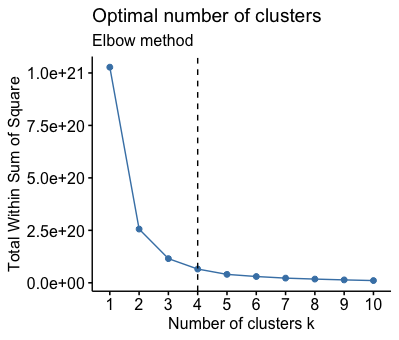 Optimal number of clusters
Elbow method
Total Within Sum of Square
1.0e+21
7.5e+20
5.0e+20
2.5e+20
0.0e+00
1 2 3 4 5 6 7 8 9 10
Number of clusters k